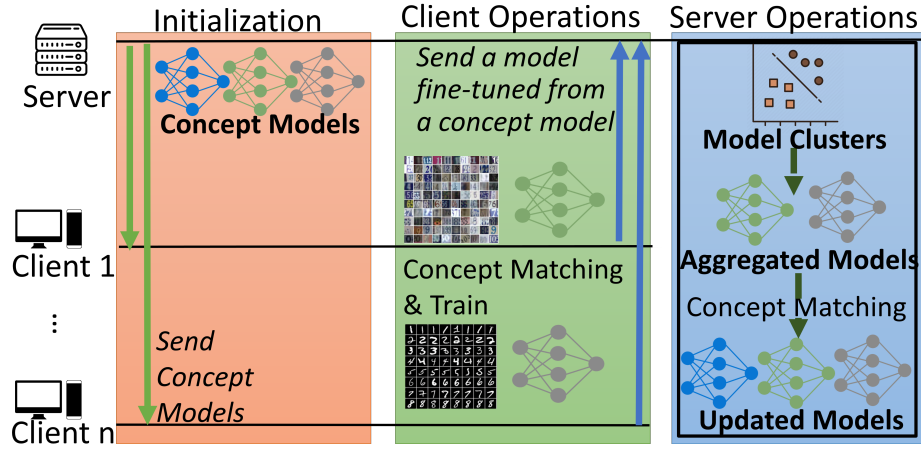 Initialization
Client Operations
Server Operations
Server
Concept Models
Send a model
fine-tuned from
a concept model
Model Clusters
Client 1
Aggregated Models
Concept Matching
& Train
Concept Matching
...
Send
Concept
Models
Client n
Updated Models